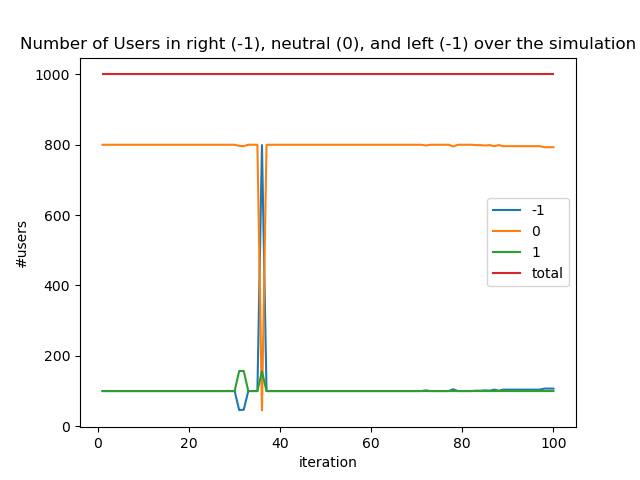 Number of Users in right (-1), neutral (0), and left (-1) over the simulation
1000
800
600
400
200
0
#users
-1
0
1
total
0 20 40 60 80 100
iteration